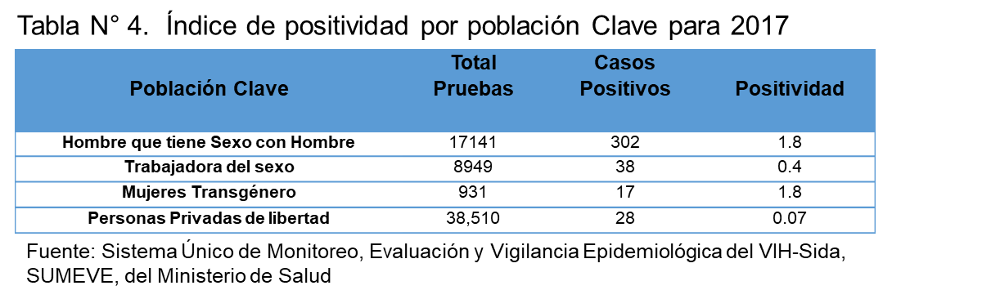 Tabla N° 4. Índice de positividad por población Clave para 2017
Población Clave Total Pruebas Casos Positivos Positividad
Hombre que tiene Sexo con Hombre 17141 302 1.8
Trabajadora del sexo 8949 38 0.4
Mujeres Transgénero 931 17 1.8
Personas Privadas de libertad 38,510 28 0.07
Fuente: Sistema Único de Monitoreo, Evaluación y Vigilancia Epidemiológica del VIH-Sida,
SUMEVE, del Ministerio de Salud